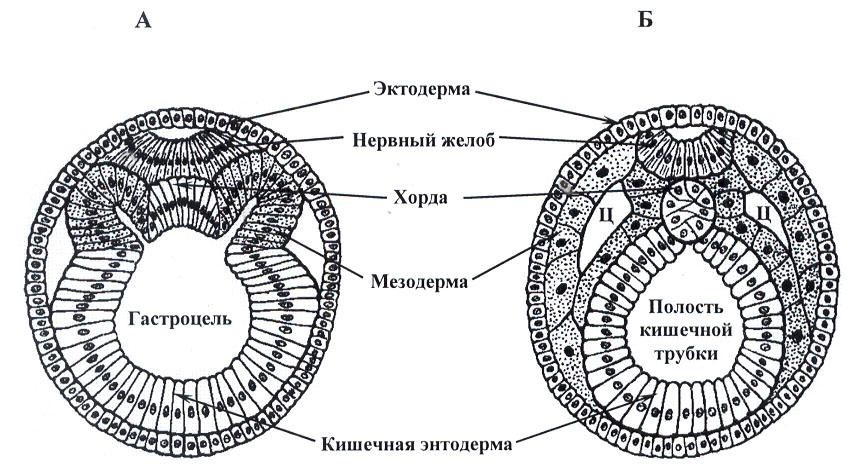 А Б
Эктодерма
Нервный желоб
Хорда
Ц Ц
Мезодерма
Гастроцель
Полость
кишечной
трубки
Кишечная энтодерма